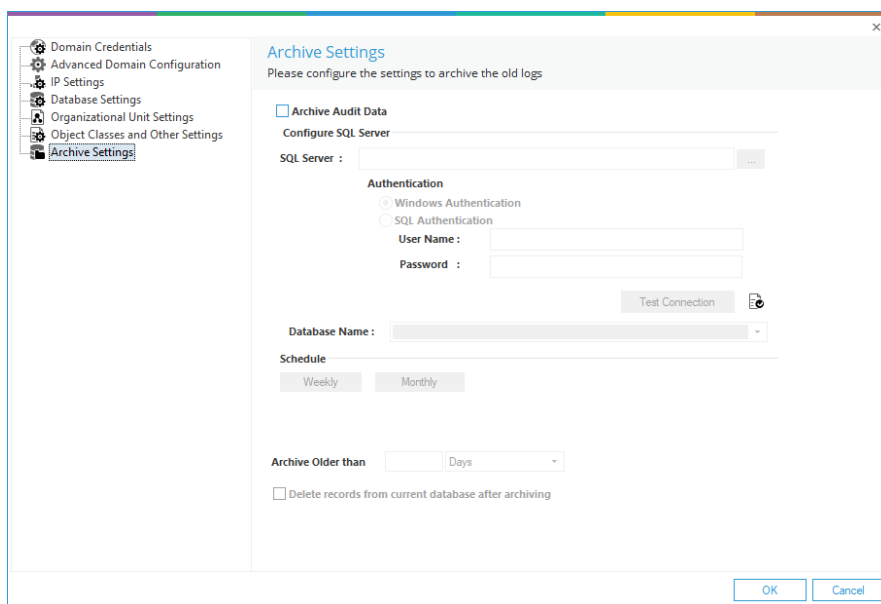 Domain Credentials
Advanced Domain Configuration
IP Settings
Database Settings
Organizational Unit Settings
Object Classes and Other Settings
Archive Settings
Archive Settings
Please configure the settings to archive the old logs
Archive Audit Data
Configure SQL Server
SQL Server :
...
Authentication
Windows Authentication
SQL Authentication
User Name :
Password :
Test Connection
Database Name :
Schedule
Weekly Monthly
Archive Older than Days
Delete records from current database after archiving
OK Cancel